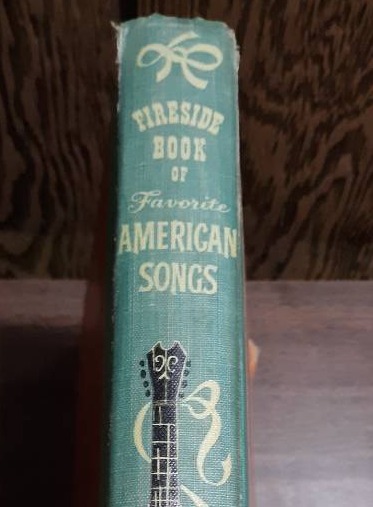 FIRESIDE
BOOK
OF
Favorite
AMERICAN
SONGS